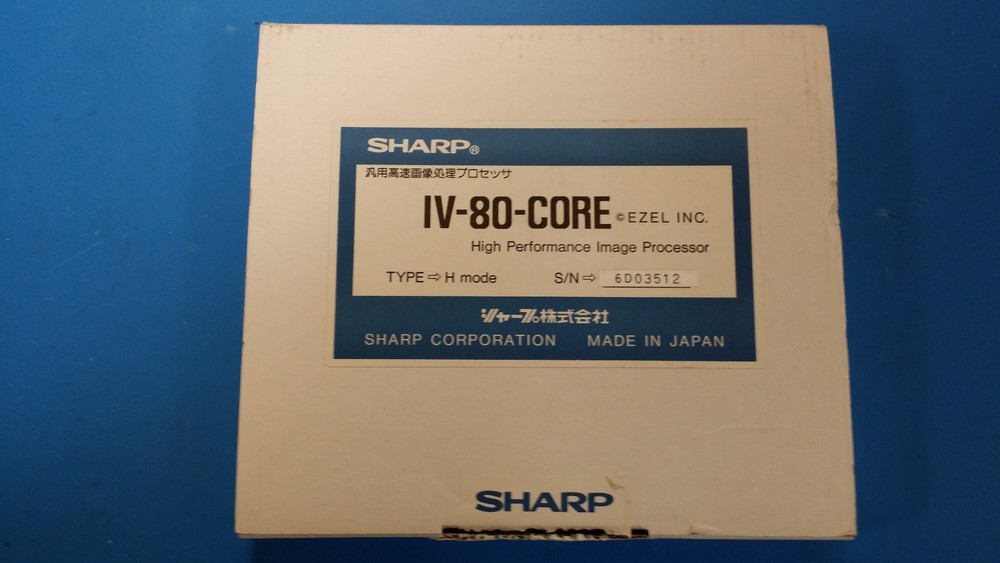 SHARP®
汎用高速画像処理プロセッサ
IV-80-CORE ©EZEL INC.
High Performance Image Processor
TYPE⇨H mode S/N⇨ 6D03512
シャープ株式会社
SHARP CORPORATION MADE IN JAPAN
SHARP